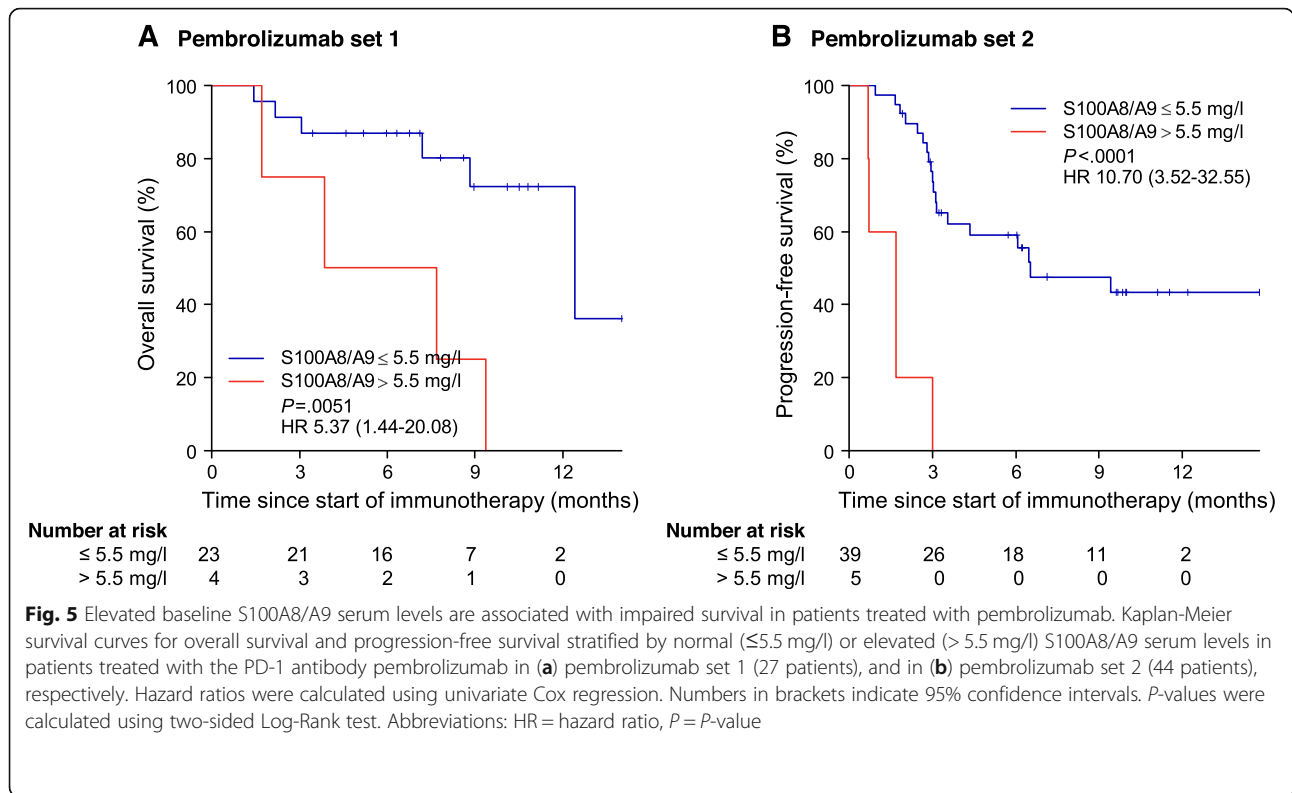 A Pembrolizumab set 1
100
80
60
40
20
0
Overall survival (%)
S100A8/A9 ≤ 5.5 mg/l
S100A8/A9 > 5.5 mg/l
P=.0051
HR 5.37 (1.44-20.08)
0 3 6 9 12
Time since start of immunotherapy (months)
Number at risk
≤ 5.5 mg/l 23 21 16 7 2
> 5.5 mg/l 4 3 2 1 0
B Pembrolizumab set 2
100
80
60
40
20
0
Progression-free survival (%)
S100A8/A9 ≤ 5.5 mg/l
S100A8/A9 > 5.5 mg/l
P<.0001
HR 10.70 (3.52-32.55)
0 3 6 9 12
Time since start of immunotherapy (months)
Number at risk
≤ 5.5 mg/l 39 26 18 11 2
> 5.5 mg/l 5 0 0 0 0
Fig. 5 Elevated baseline S100A8/A9 serum levels are associated with impaired survival in patients treated with pembrolizumab. Kaplan-Meier
survival curves for overall survival and progression-free survival stratified by normal (≤5.5 mg/l) or elevated (> 5.5 mg/l) S100A8/A9 serum levels in
patients treated with the PD-1 antibody pembrolizumab in (a) pembrolizumab set 1 (27 patients), and in (b) pembrolizumab set 2 (44 patients),
respectively. Hazard ratios were calculated using univariate Cox regression. Numbers in brackets indicate 95% confidence intervals. P-values were
calculated using two-sided Log-Rank test. Abbreviations: HR = hazard ratio, P = P-value